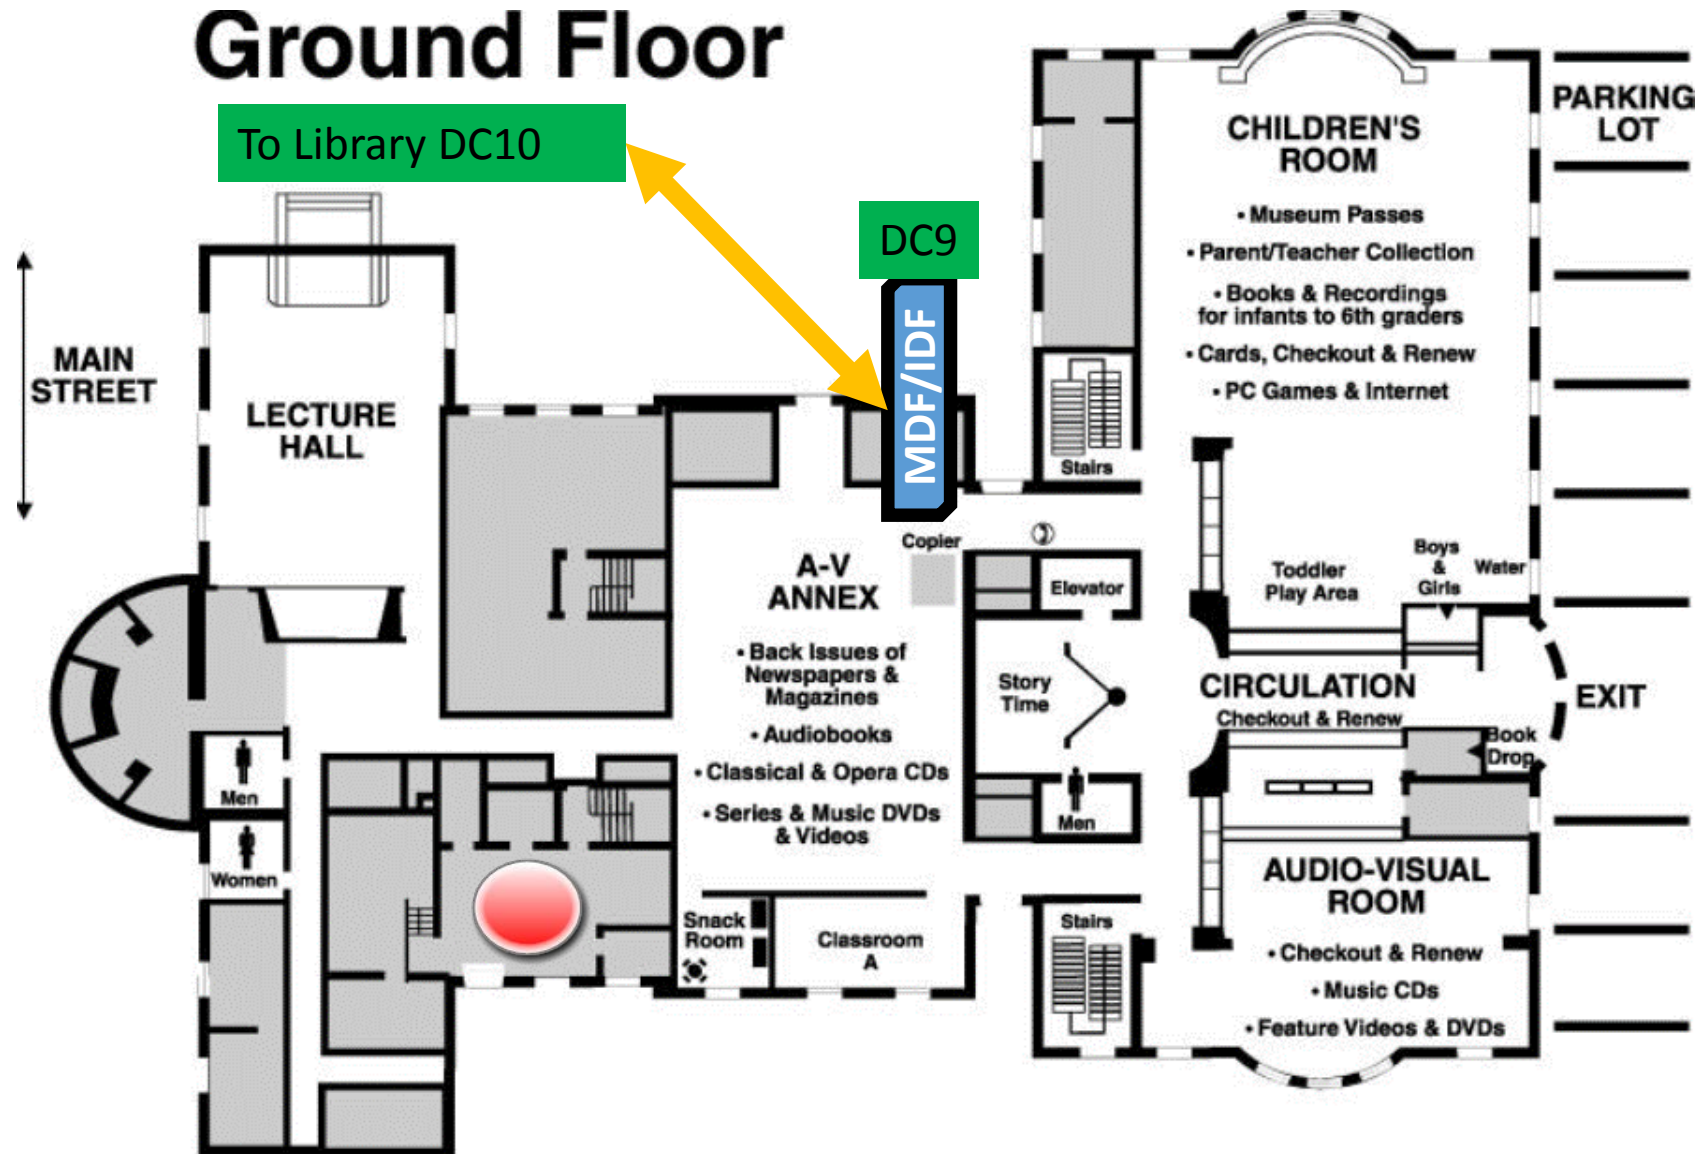 Ground Floor
To Library DC10
DC9
MDF/IDF
MAIN
STREET
LECTURE
HALL
CHILDREN'S
ROOM
• Museum Passes
• Parent/Teacher Collection
• Books & Recordings
for infants to 6th graders
• Cards, Checkout & Renew
• PC Games & Internet
PARKING
LOT
Stairs
Copier
A-V
ANNEX
• Back Issues of
Newspapers &
Magazines
• Audiobooks
• Classical & Opera CDs
• Series & Music DVDs
& Videos
Elevator
Story
Time
Men
Toddler
Play Area
Boys
&
Girls
Water
CIRCULATION
Checkout & Renew
EXIT
Book
Drop
Men
Women
Snack
Room
Classroom
A
Stairs
AUDIO-VISUAL
ROOM
• Checkout & Renew
• Music CDs
• Feature Videos & DVDs